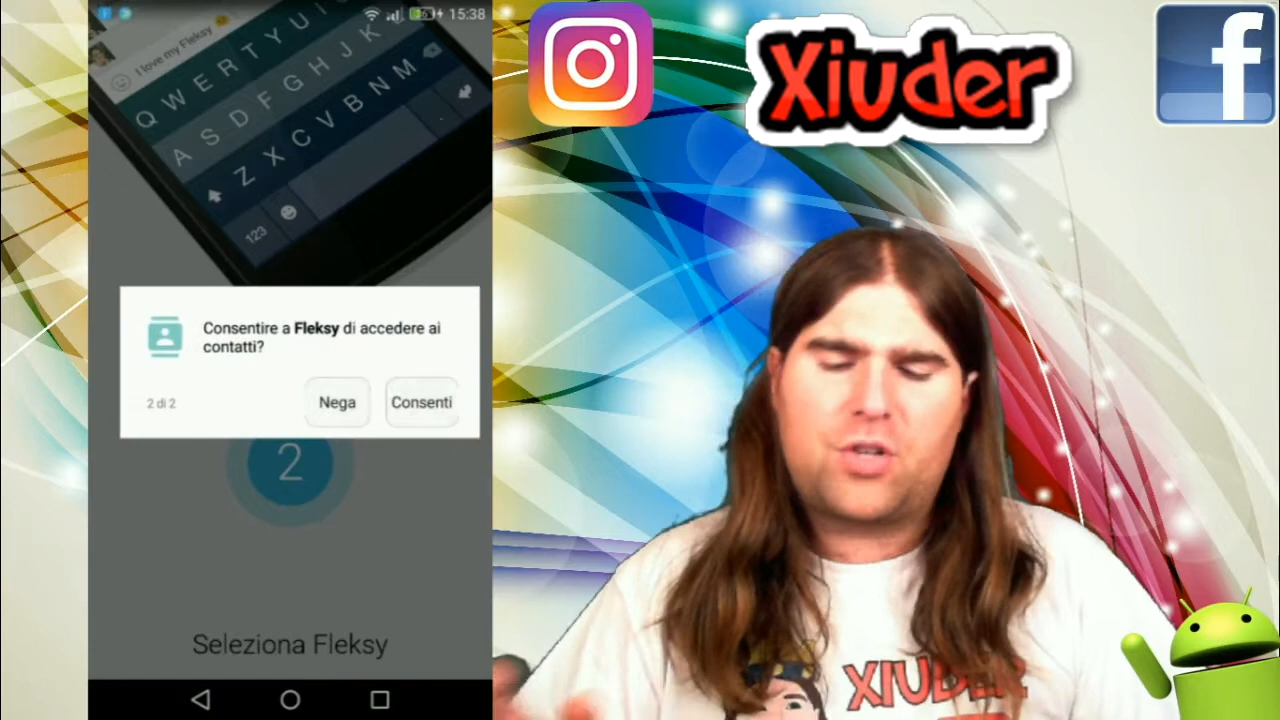 15:38
I love my Fleksy
Q W E R T Y U I
A S D F G H J K
Z X C V B N M
123
Consentire a Fleksy di accedere ai
contatti?
2 di 2
Nega
Consenti
2
Seleziona Fleksy
Xiuder
f
XIUDER